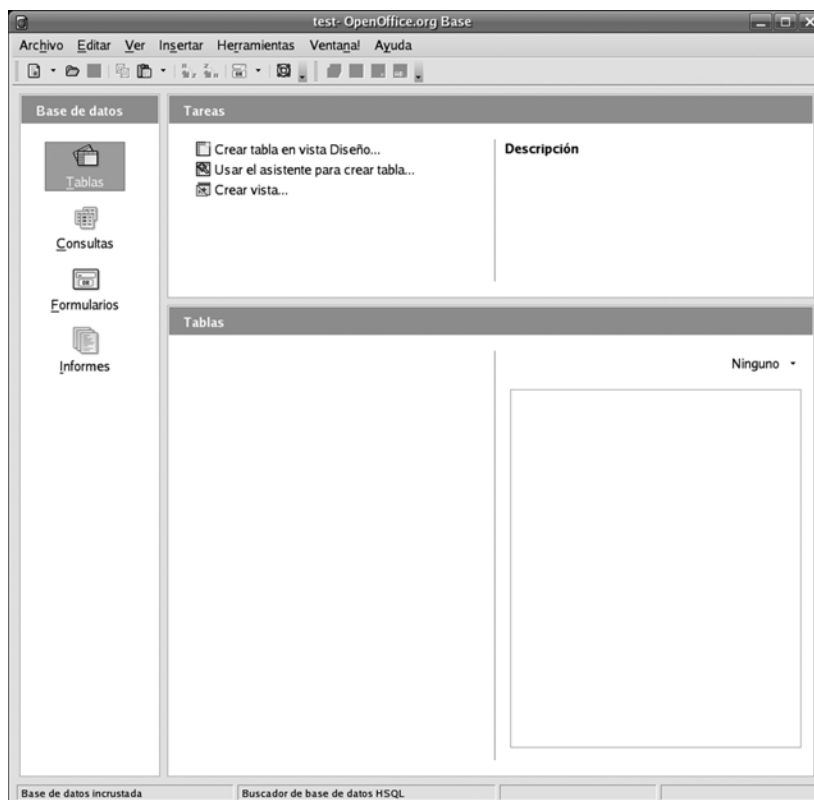 test- OpenOffice.org Base
Archivo Editar Ver Insertar Herramientas Ventana! Ayuda
Base de datos
Tablas
Consultas
Formularios
Informes
Tareas
Crear tabla en vista Diseño...
Usar el asistente para crear tabla...
Crear vista...
Descripción
Tablas
Ninguno
Base de datos incrustada
Buscador de base de datos HSQL